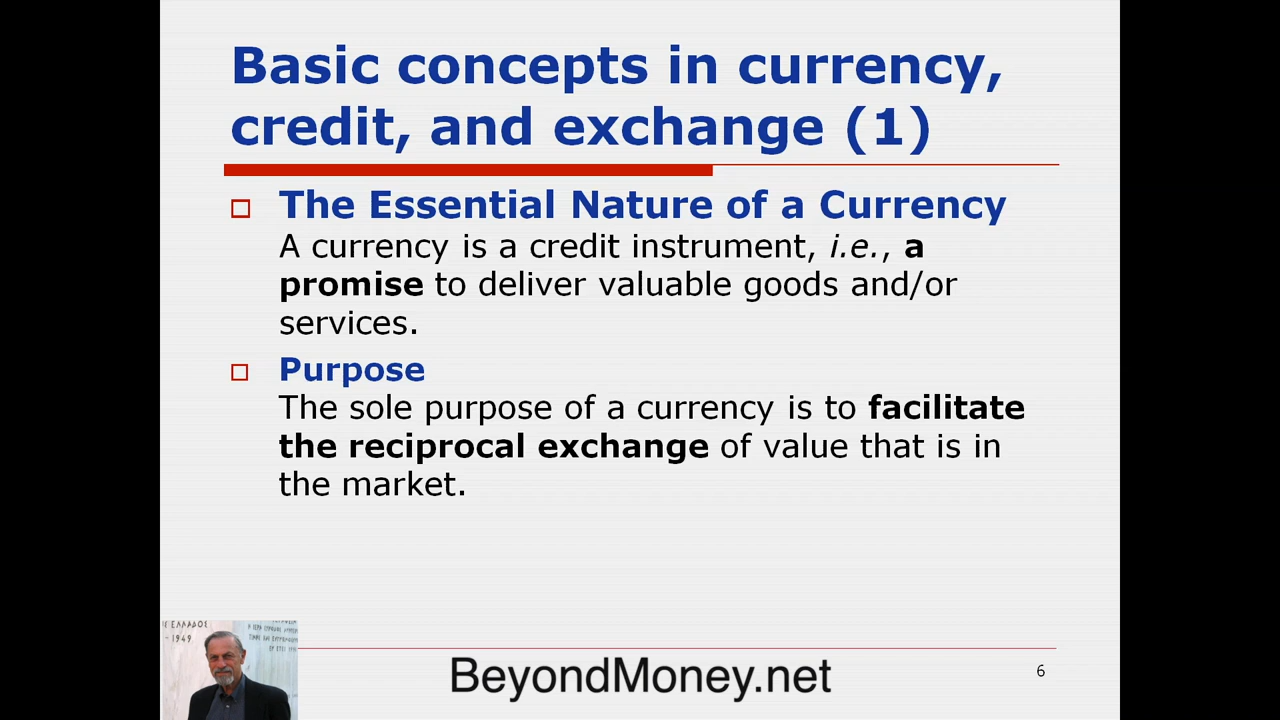 Basic concepts in currency,
credit, and exchange (1)
The Essential Nature of a Currency
A currency is a credit instrument, i.e., a
promise to deliver valuable goods and/or
services.
Purpose
The sole purpose of a currency is to facilitate
the reciprocal exchange of value that is in
the market.
ΕΛΛΑΔΟΣ
-1949
BeyondMoney.net
6